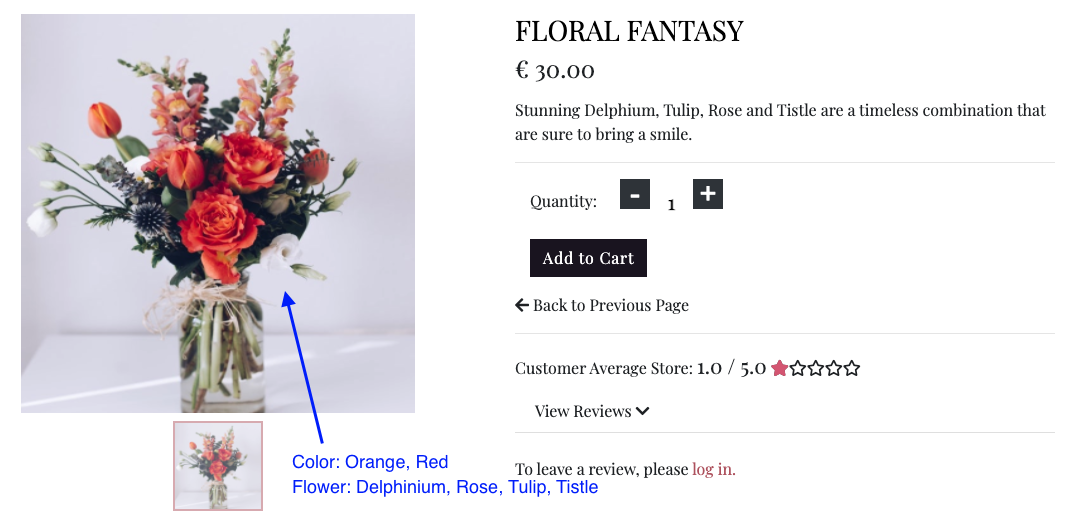 FLORAL FANTASY
€ 30.00
Stunning Delphium, Tulip, Rose and Tistle are a timeless combination that
are sure to bring a smile.
Quantity: - 1 +
Add to Cart
Back to Previous Page
Customer Average Store: 1.0 / 5.0
View Reviews
To leave a review, please log in.
Color: Orange, Red
Flower: Delphinium, Rose, Tulip, Tistle